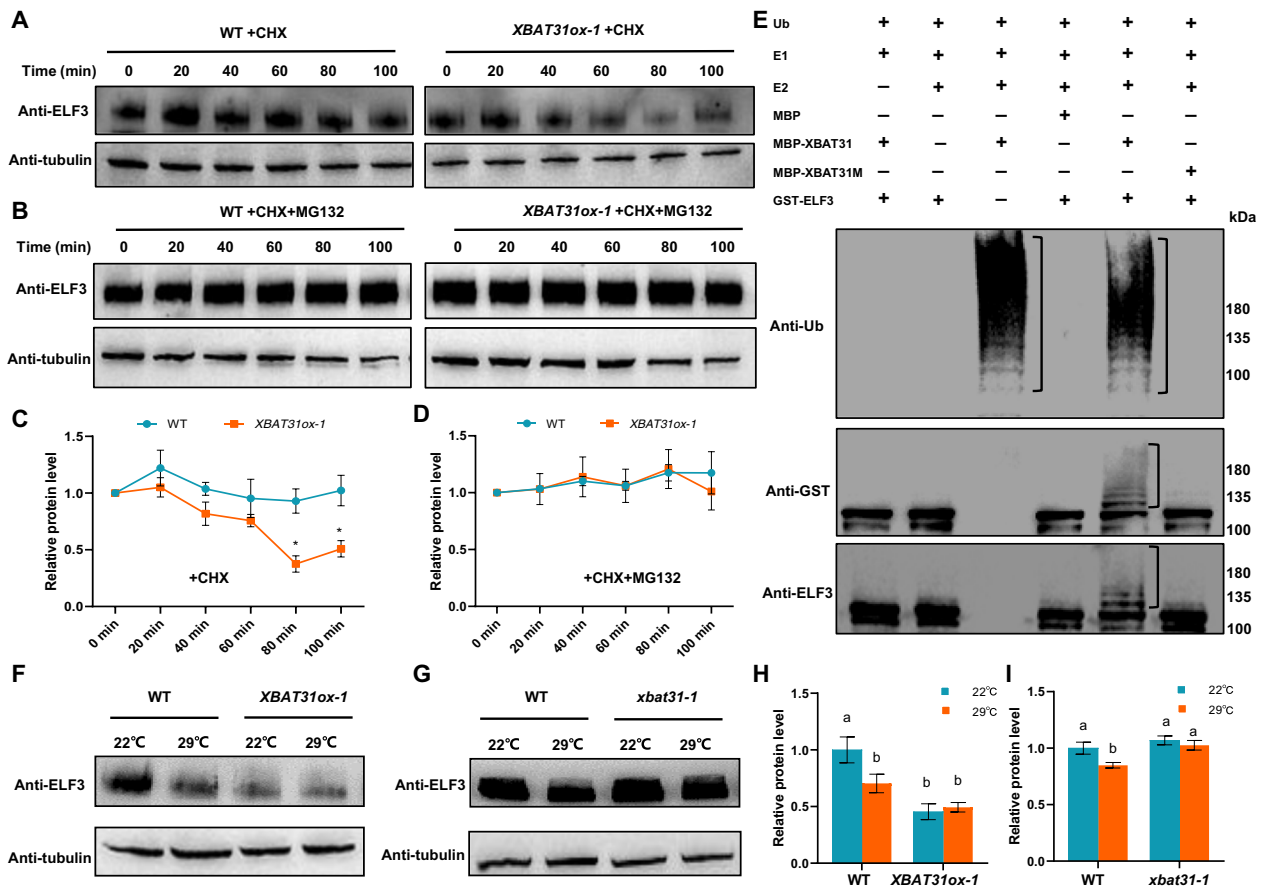 A
WT +CHX
XBAT31ox-1 +CHX
Time (min) 0 20 40 60 80 100 0 20 40 60 80 100
Anti-ELF3
Anti-tubulin
B
WT +CHX+MG132
XBAT31ox-1 +CHX+MG132
Time (min) 0 20 40 60 80 100 0 20 40 60 80 100
Anti-ELF3
Anti-tubulin
C
WT XBAT31ox-1
Relative protein level
1.5
1.0
0.5
0.0
* *
+CHX
0 min 20 min 40 min 60 min 80 min 100 min
D
WT XBAT31ox-1
Relative protein level
1.5
1.0
0.5
0.0
+CHX+MG132
0 min 20 min 40 min 60 min 80 min 100 min
E
Ub + + + + + +
E1 + + + + + +
E2 – + + + + +
MBP – – – + – –
MBP-XBAT31 + – + – + –
MBP-XBAT31M – – – – – +
GST-ELF3 + + – + + +
kDa
Anti-Ub
180
135
100
Anti-GST
180
135
100
Anti-ELF3
180
135
100
F
WT XBAT31ox-1
22℃ 29℃ 22℃ 29℃
Anti-ELF3
Anti-tubulin
G
WT xbat31-1
22℃ 29℃ 22℃ 29℃
Anti-ELF3
Anti-tubulin
H
22℃
29℃
Relative protein level
1.5
1.0
0.5
0.0
a b b b
WT XBAT31ox-1
I
22℃
29℃
Relative protein level
1.5
1.0
0.5
0.0
a b a a
WT xbat31-1